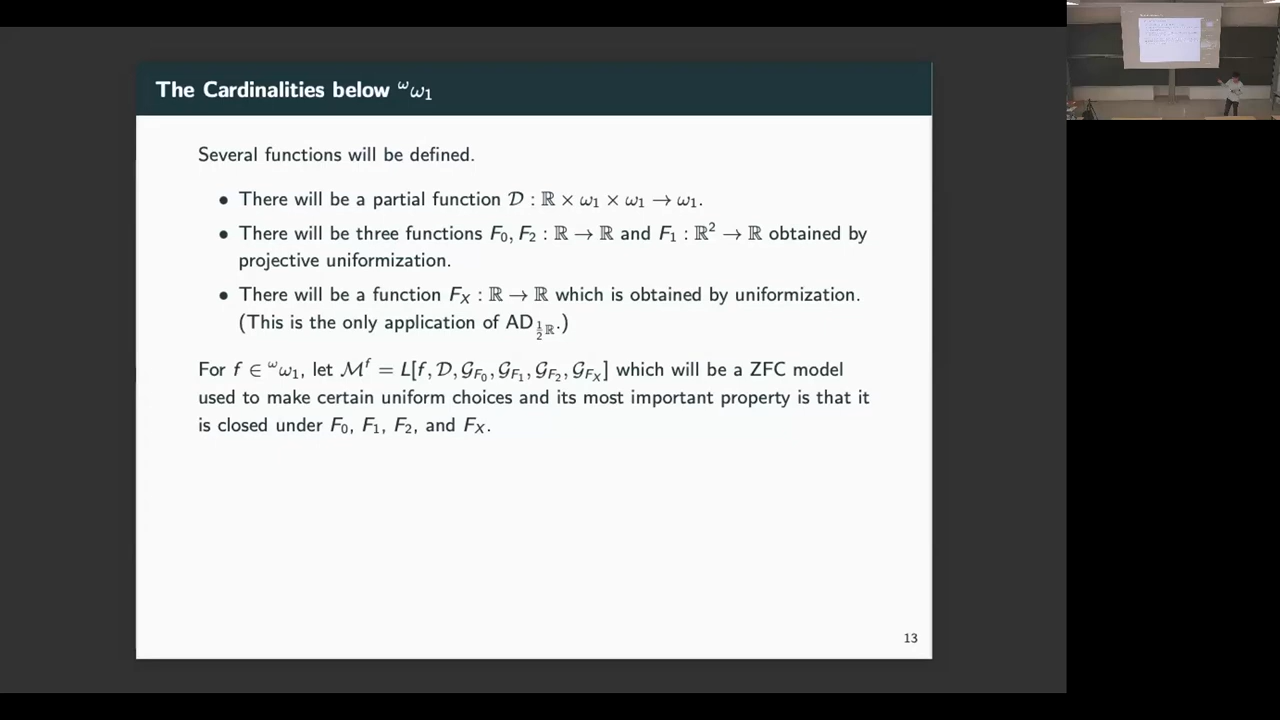 The Cardinalities below ^ω ω₁
Several functions will be defined.
• There will be a partial function 𝒟 : ℝ × ω₁ × ω₁ → ω₁.
• There will be three functions F₀, F₂ : ℝ → ℝ and F₁ : ℝ² → ℝ obtained by
projective uniformization.
• There will be a function F_X : ℝ → ℝ which is obtained by uniformization.
(This is the only application of AD_{½ℝ}.)
For f ∈ ^ω ω₁, let ℳ^f = L[f, 𝒟, 𝒢_{F₀}, 𝒢_{F₁}, 𝒢_{F₂}, 𝒢_{F_X}] which will be a ZFC model
used to make certain uniform choices and its most important property is that it
is closed under F₀, F₁, F₂, and F_X.
13